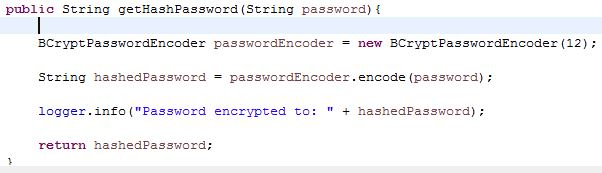 public String getHashPassword(String password){
BCryptPasswordEncoder passwordEncoder = new BCryptPasswordEncoder(12);
String hashedPassword = passwordEncoder.encode(password);
logger.info("Password encrypted to: " + hashedPassword);
return hashedPassword;
}